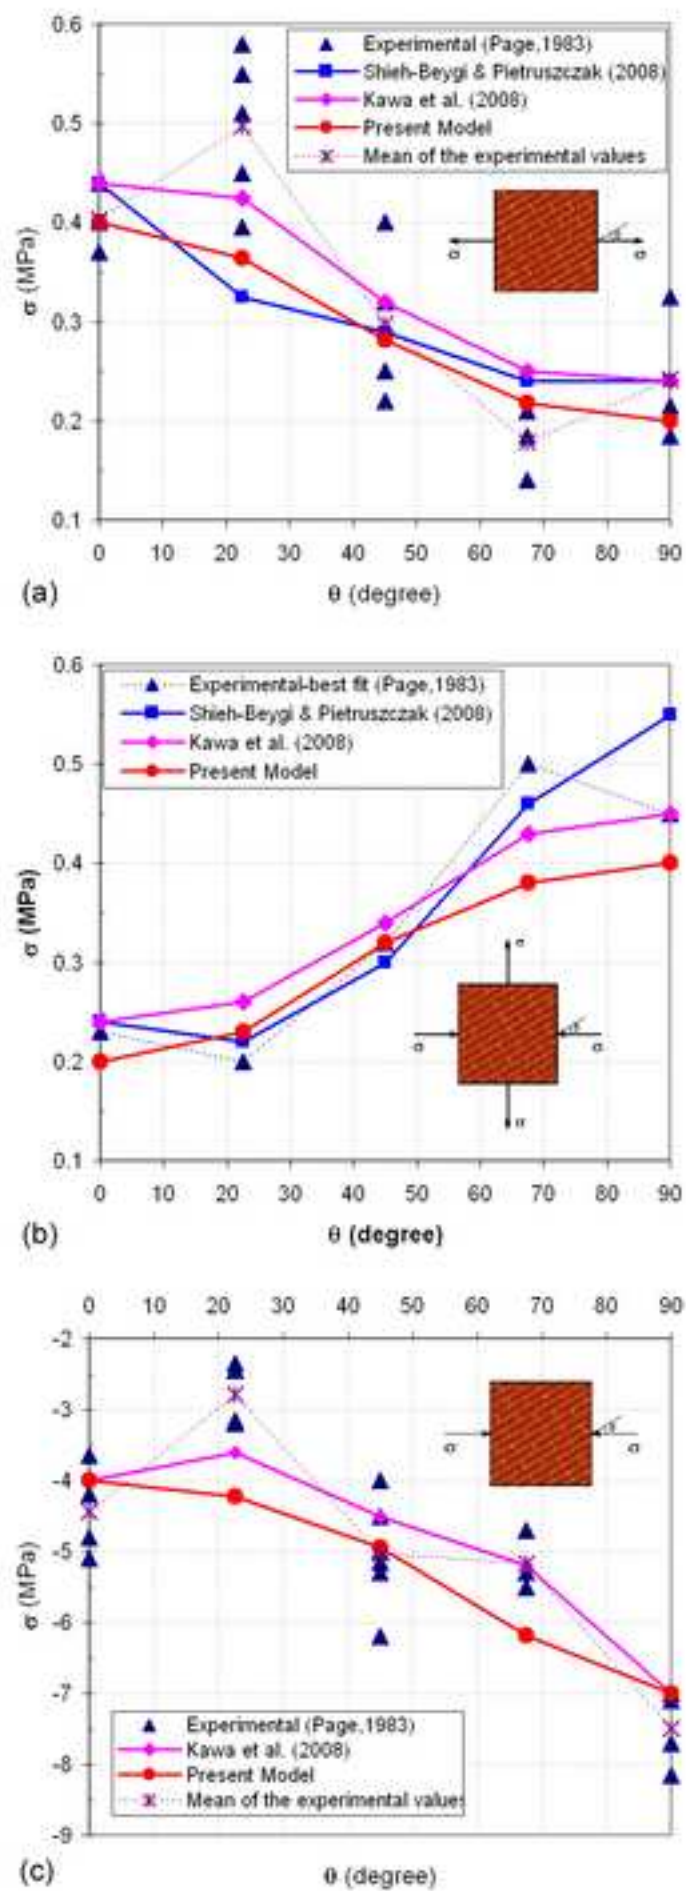 0.6
Experimental (Page,1983)
Shieh-Beygi & Pietruszczak (2008)
Kawa et al. (2008)
Present Model
Mean of the experimental values
0.5
0.4
0.3
0.2
0.1
σ (MPa)
σ σ
0 10 20 30 40 50 60 70 80 90
(a) θ (degree)
0.6
Experimental-best fit (Page,1983)
Shieh-Beygi & Pietruszczak (2008)
Kawa et al. (2008)
Present Model
0.5
0.4
0.3
0.2
0.1
σ (MPa)
σ
σ σ
σ
0 10 20 30 40 50 60 70 80 90
(b) θ (degree)
0 10 20 30 40 50 60 70 80 90
-2
-3
-4
-5
-6
-7
-8
-9
σ (MPa)
σ σ
Experimental (Page,1983)
Kawa et al. (2008)
Present Model
Mean of the experimental values
(c) θ (degree)